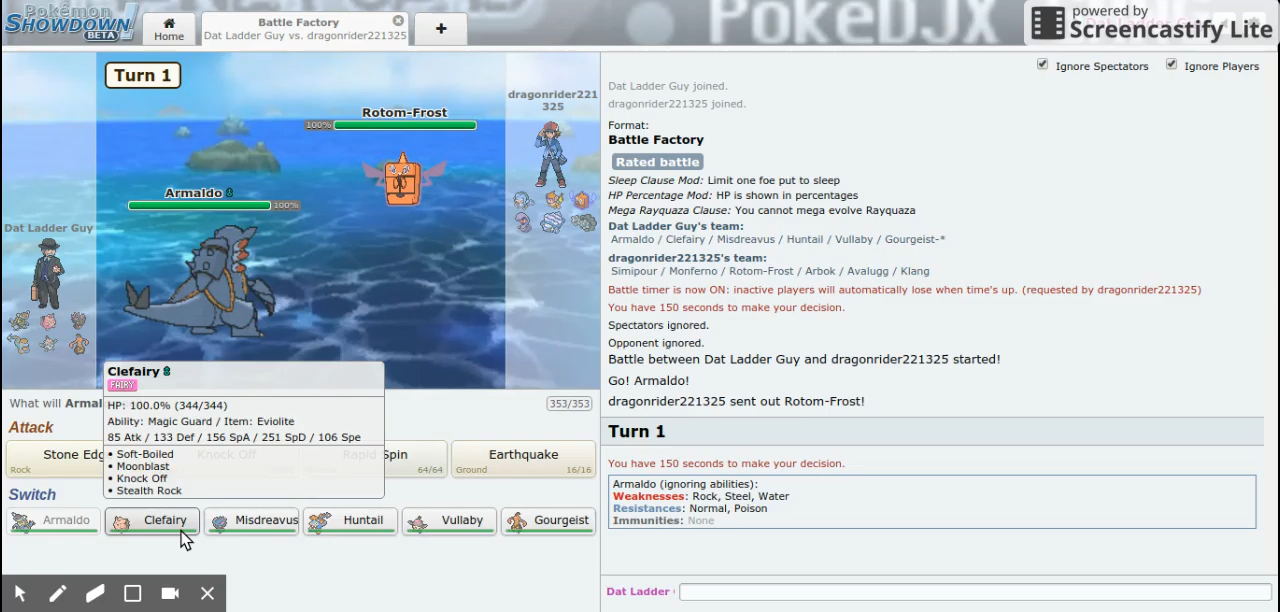 Pokémon
SHOWDOWN!
BETA
Home
Battle Factory
Dat Ladder Guy vs. dragonrider221325
+
PokéDJX
powered by
Screencastify Lite
Ignore Spectators
Ignore Players
Turn 1
Rotom-Frost
100%
Armaldo
100%
Dat Ladder Guy
dragonrider221
325
Clefairy
FAIRY
HP: 100.0% (344/344)
Ability: Magic Guard / Item: Eviolite
85 Atk / 133 Def / 156 SpA / 251 SpD / 106 Spe
• Soft-Boiled
• Moonblast
• Knock Off
• Stealth Rock
What will Armal
353/353
Attack
Stone Edg
Rock
Knock Off
Rapid Spin
64/64
Earthquake
Ground
16/16
Switch
Armaldo
Clefairy
Misdreavus
Huntail
Vullaby
Gourgeist
Dat Ladder Guy joined.
dragonrider221325 joined.
Format:
Battle Factory
Rated battle
Sleep Clause Mod: Limit one foe put to sleep
HP Percentage Mod: HP is shown in percentages
Mega Rayquaza Clause: You cannot mega evolve Rayquaza
Dat Ladder Guy's team:
Armaldo / Clefairy / Misdreavus / Huntail / Vullaby / Gourgeist-*
dragonrider221325's team:
Simipour / Monferno / Rotom-Frost / Arbok / Avalugg / Klang
Battle timer is now ON: inactive players will automatically lose when time's up. (requested by dragonrider221325)
You have 150 seconds to make your decision.
Spectators ignored.
Opponent ignored.
Battle between Dat Ladder Guy and dragonrider221325 started!
Go! Armaldo!
dragonrider221325 sent out Rotom-Frost!
Turn 1
You have 150 seconds to make your decision.
Armaldo (ignoring abilities):
Weaknesses: Rock, Steel, Water
Resistances: Normal, Poison
Immunities: None
Dat Ladder